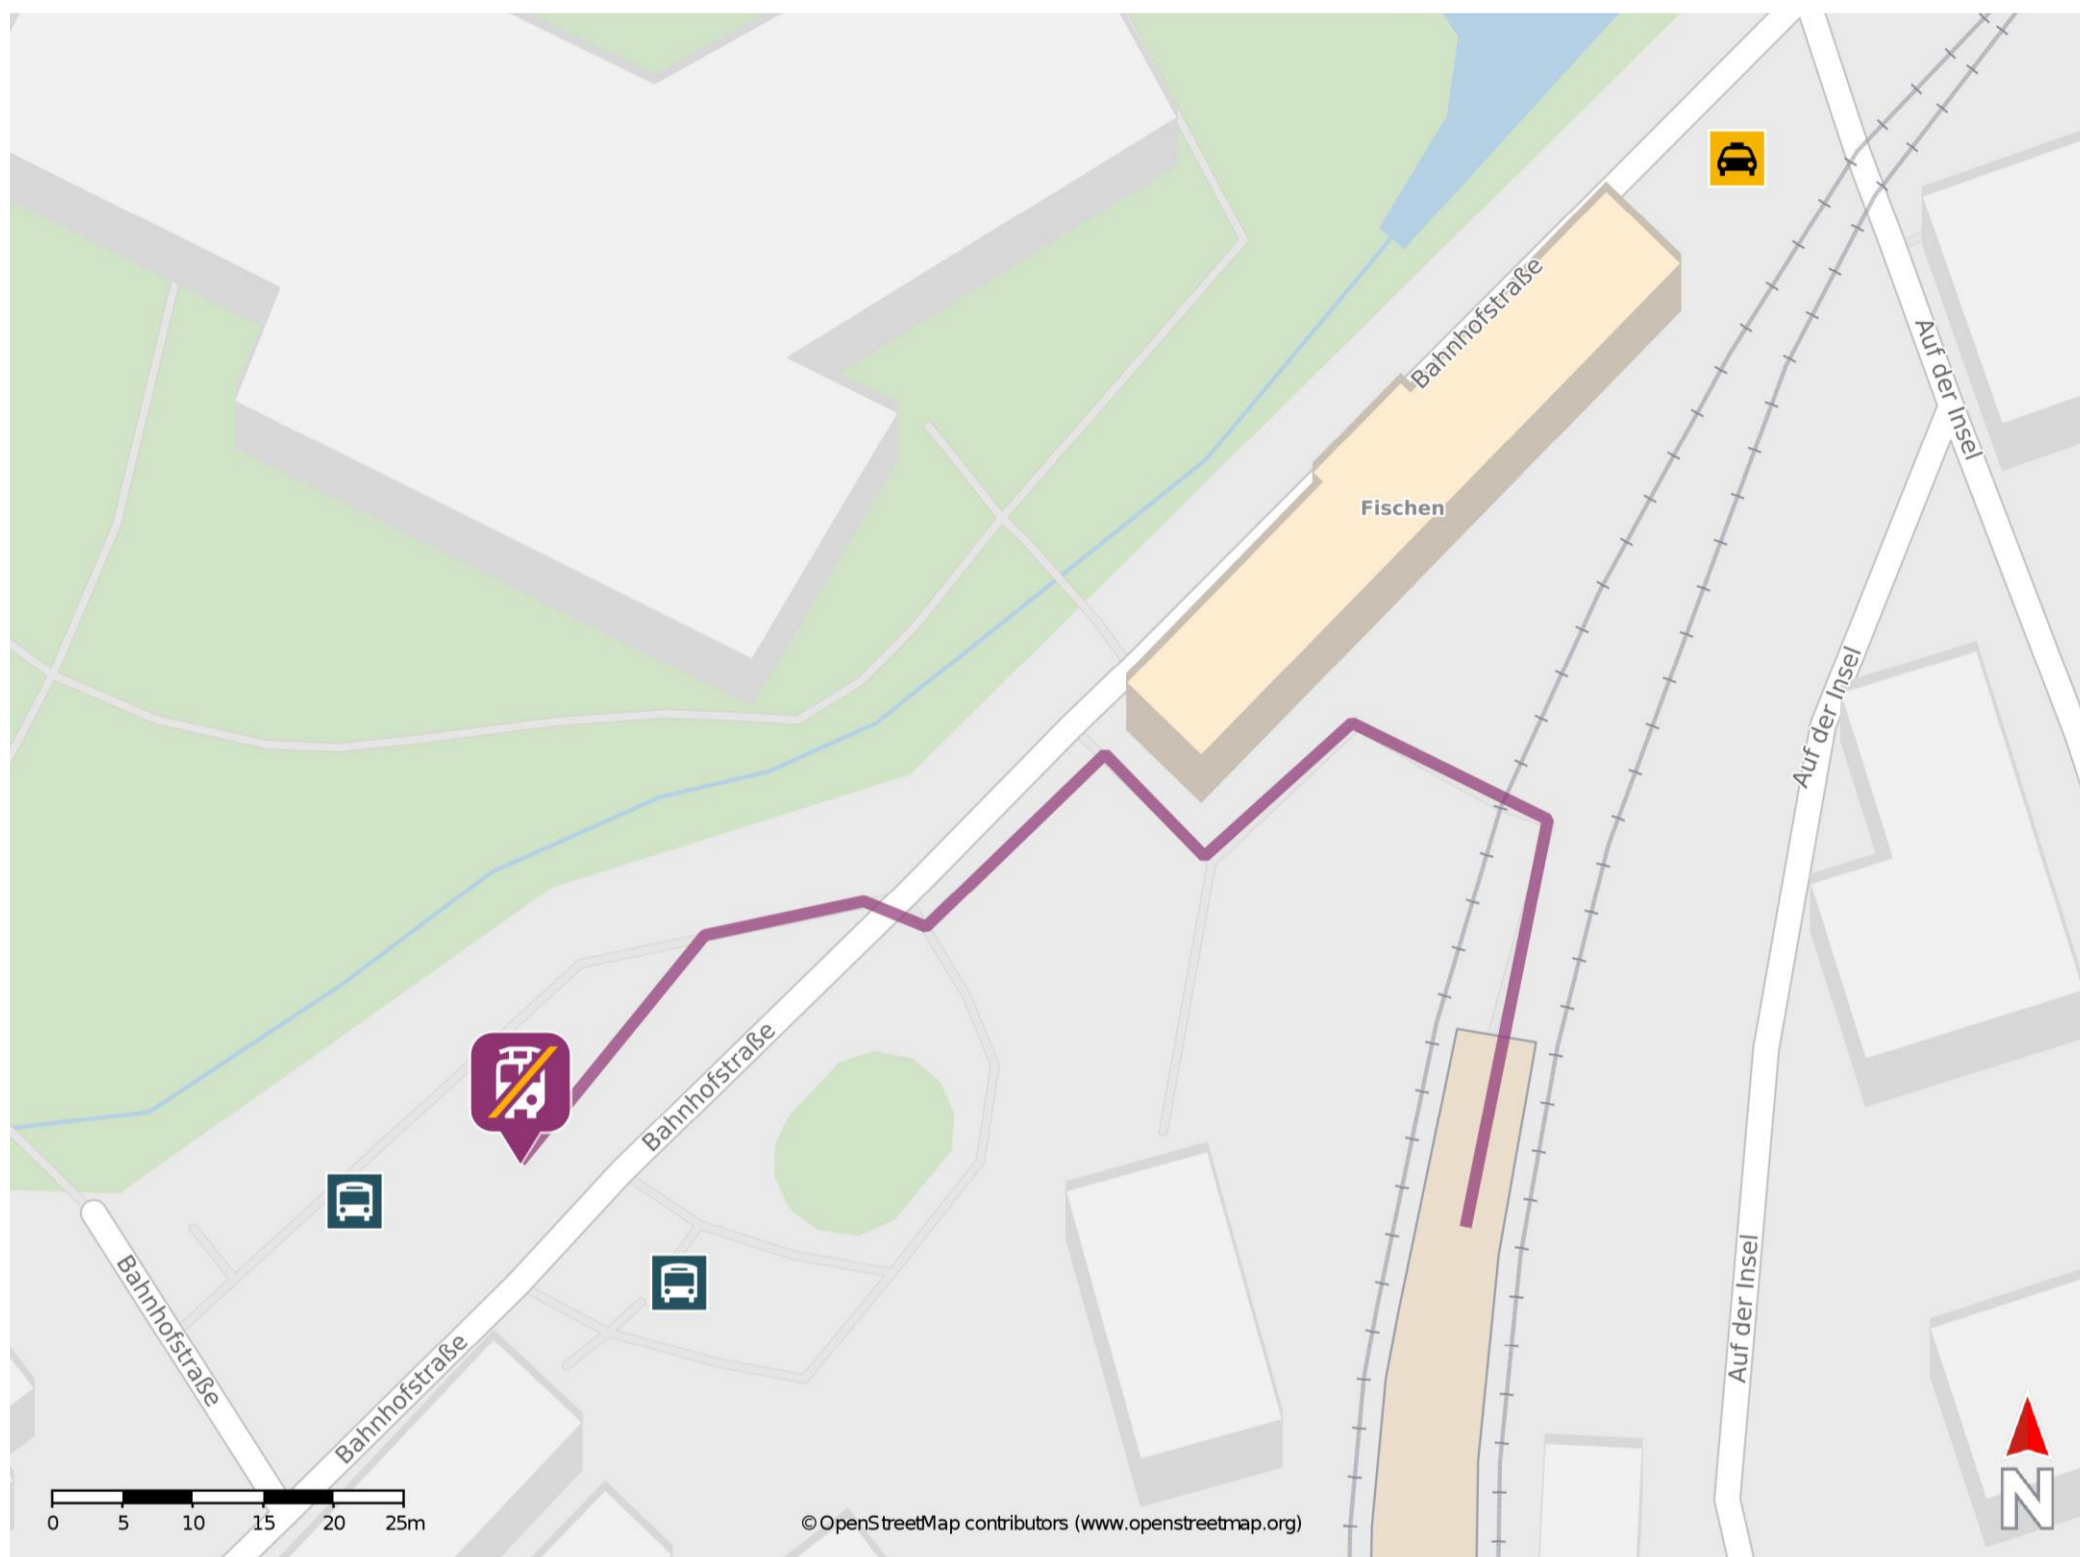 Bahnhofstraße
Auf der Insel
Fischen
Auf der Insel
Bahnhofstraße
Bahnhofstraße
Auf der Insel
Bahnhofstraße
0 5 10 15 20 25m
© OpenStreetMap contributors (www.openstreetmap.org)
N